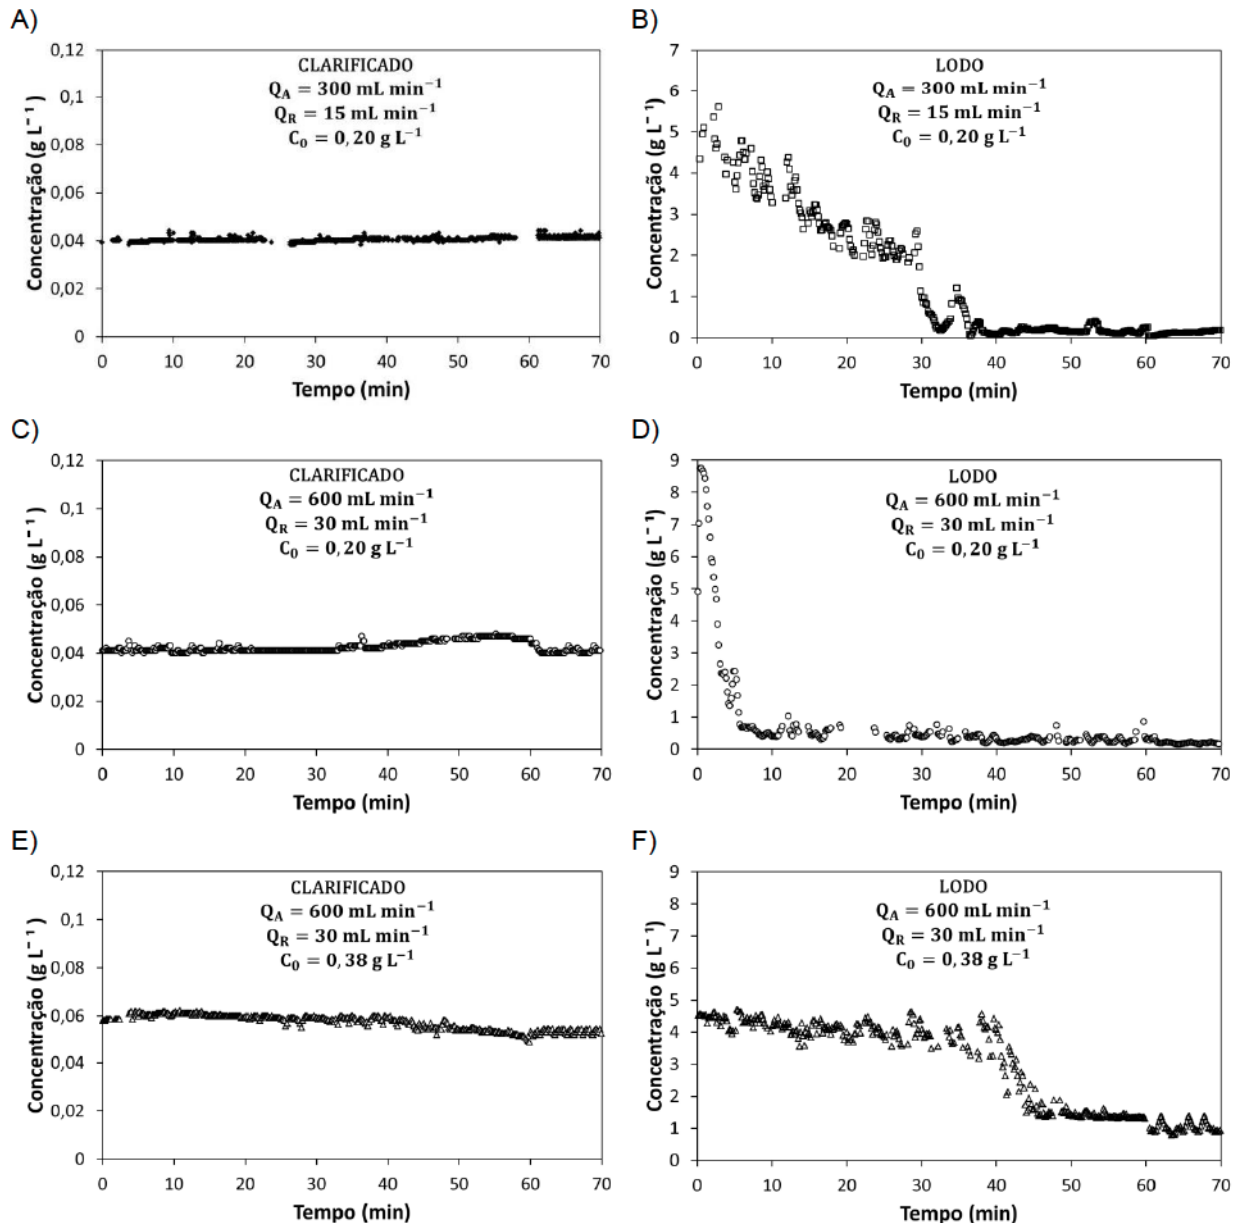 A)
0,12
0,1
0,08
0,06
0,04
0,02
0
Concentração (g L⁻¹)
CLARIFICADO
Q_A = 300 mL min⁻¹
Q_R = 15 mL min⁻¹
C_0 = 0,20 g L⁻¹
0 10 20 30 40 50 60 70
Tempo (min)
B)
7
6
5
4
3
2
1
0
Concentração (g L⁻¹)
LODO
Q_A = 300 mL min⁻¹
Q_R = 15 mL min⁻¹
C_0 = 0,20 g L⁻¹
0 10 20 30 40 50 60 70
Tempo (min)
C)
0,12
0,1
0,08
0,06
0,04
0,02
0
Concentração (g L⁻¹)
CLARIFICADO
Q_A = 600 mL min⁻¹
Q_R = 30 mL min⁻¹
C_0 = 0,20 g L⁻¹
0 10 20 30 40 50 60 70
Tempo (min)
D)
9
8
7
6
5
4
3
2
1
0
Concentração (g L⁻¹)
LODO
Q_A = 600 mL min⁻¹
Q_R = 30 mL min⁻¹
C_0 = 0,20 g L⁻¹
0 10 20 30 40 50 60 70
Tempo (min)
E)
0,12
0,1
0,08
0,06
0,04
0,02
0
Concentração (g L⁻¹)
CLARIFICADO
Q_A = 600 mL min⁻¹
Q_R = 30 mL min⁻¹
C_0 = 0,38 g L⁻¹
0 10 20 30 40 50 60 70
Tempo (min)
F)
9
8
7
6
5
4
3
2
1
0
Concentração (g L⁻¹)
LODO
Q_A = 600 mL min⁻¹
Q_R = 30 mL min⁻¹
C_0 = 0,38 g L⁻¹
0 10 20 30 40 50 60 70
Tempo (min)